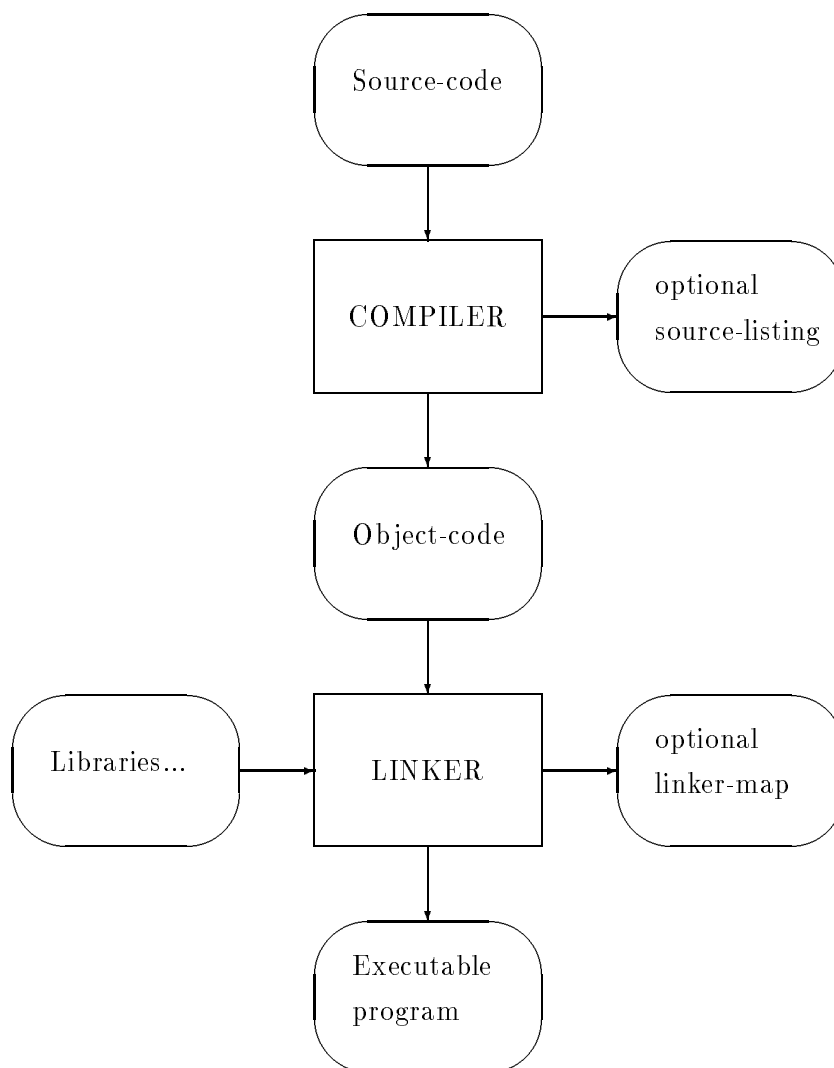 Source-code
COMPILER
optional
source-listing
Object-code
Libraries...
LINKER
optional
linker-map
Executable
program